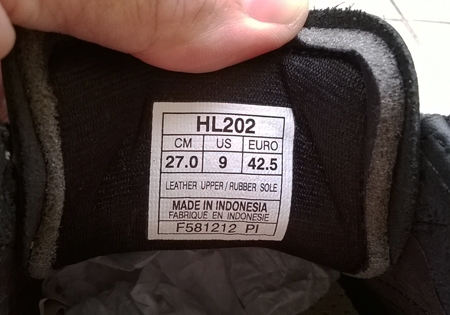 HL202
CM US EURO
27.0 9 42.5
LEATHER UPPER/RUBBER SOLE
MADE IN INDONESIA
FABRIQUE EN INDONÉSIE
F581212 PI